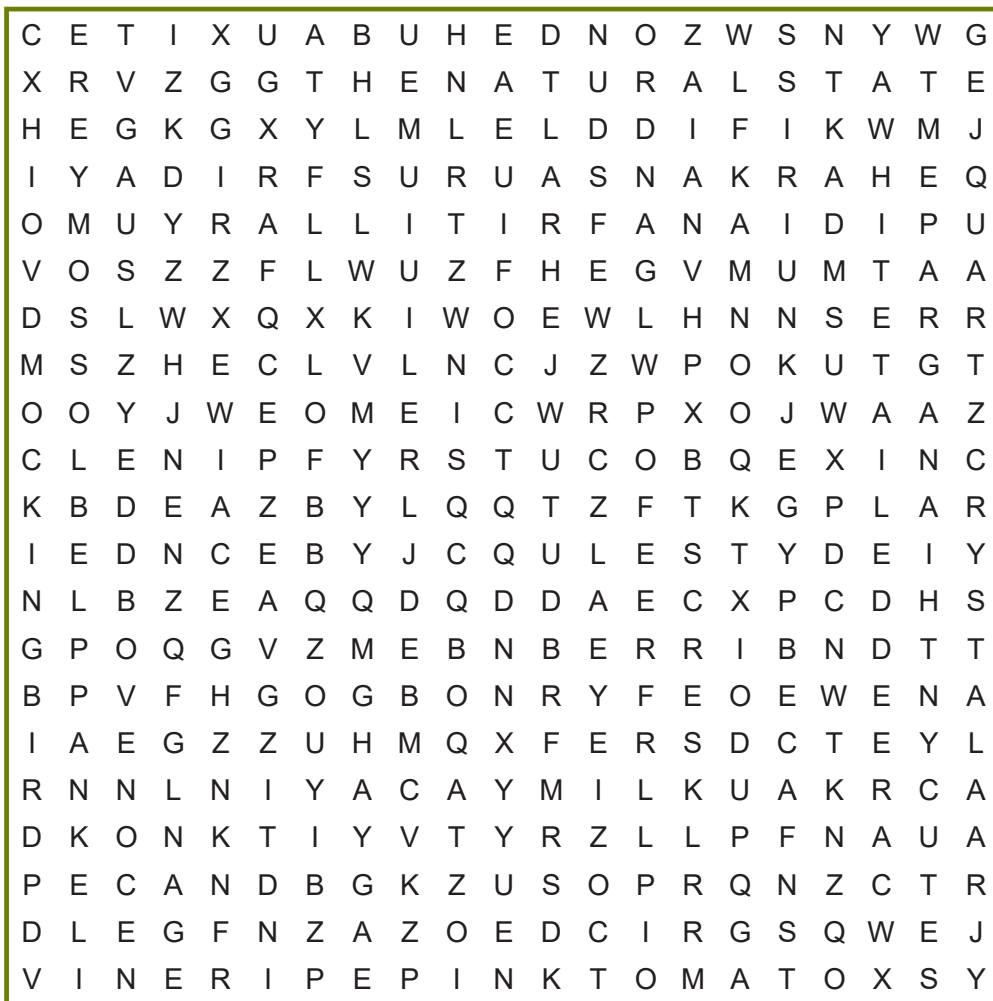 C E T I X U A B U H E D N O Z W S N Y W G
X R V Z G G T H E N A T U R A L S T A T E
H E G K G X Y L M L E L D D I F I K W M J
I Y A D I R F S U R U A S N A K R A H E Q
O M U Y R A L L I T I R F A N A I D I P U
V O S Z Z F L W U Z F H E G V M U M T A A
D S L W X Q X K I W O E W L H N N S E R R
M S Z H E C L V L N C J Z W P O K U T G T
O O Y J W E O M E I C W R P X O J W A A Z
C L E N I P F Y R S T U C O B Q E X I N C
K B D E A Z B Y L Q Q T Z F T K G P L A R
I E D N C E B Y J C Q U L E S T Y D E I Y
N L B Z E A Q Q D Q D D A E C X P C D H S
G P O Q G V Z M E B N B E R R I B N D T T
B P V F H G O G B O N R Y F E O E W E N A
I A E G Z Z U H M Q X F E R S D C T E Y L
R N N L N I Y A C A Y M I L K U A K R C A
D K O N K T I Y V T Y R Z L L P F N A U A
P E C A N D B G K Z U S O P R Q N Z C T R
D L E G F N Z A Z O E D C I R G S Q W E J
V I N E R I P E P I N K T O M A T O X S Y